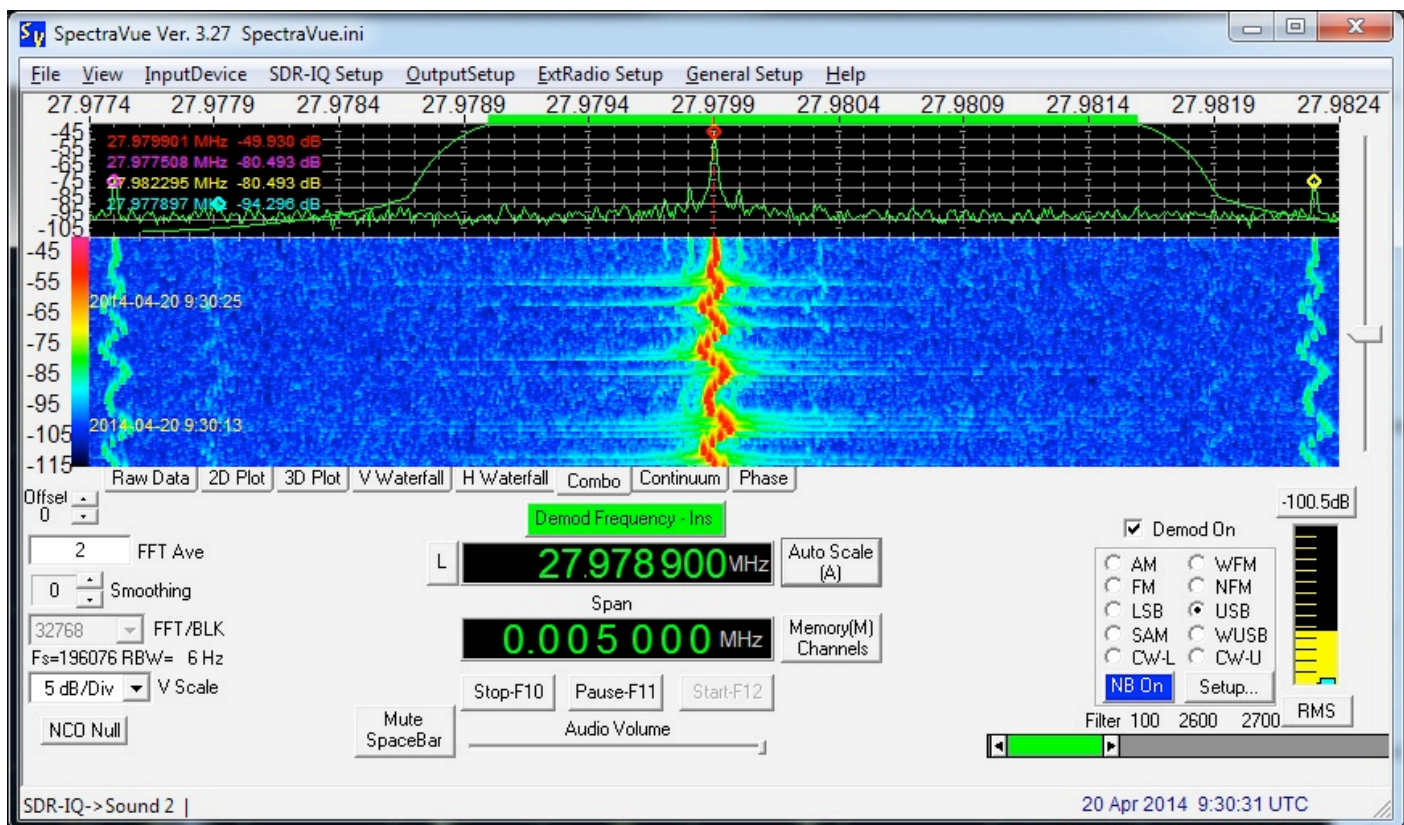 SpectraVue Ver. 3.27 SpectraVue.ini
File View InputDevice SDR-IQ Setup OutputSetup ExtRadio Setup General Setup Help
27.9774 27.9779 27.9784 27.9789 27.9794 27.9799 27.9804 27.9809 27.9814 27.9819 27.9824
-45
-55
-65
-75
-85
-95
-105
27.979901 MHz -49.930 dB
27.977508 MHz -80.493 dB
27.982295 MHz -80.493 dB
27.977897 MHz -94.296 dB
-45
-55
-65
-75
-85
-95
-105
-115
2014-04-20 9:30:25
2014-04-20 9:30:13
Raw Data 2D Plot 3D Plot V Waterfall H Waterfall Combo Continuum Phase
Offset
0
2 FFT Ave
0 Smoothing
32768 FFT/BLK
Fs=196076 RBW= 6 Hz
5 dB/Div V Scale
NCO Null
Demod Frequency - Ins
L 27.978900 MHz Auto Scale
(A)
Span
0.005000 MHz Memory(M)
Channels
Stop-F10 Pause-F11 Start-F12
Mute
SpaceBar
Audio Volume
-100.5dB
Demod On
AM WFM
FM NFM
LSB USB
SAM WUSB
CW-L CW-U
NB On Setup...
Filter 100 2600 2700 RMS
SDR-IQ->Sound 2 |
20 Apr 2014 9:30:31 UTC